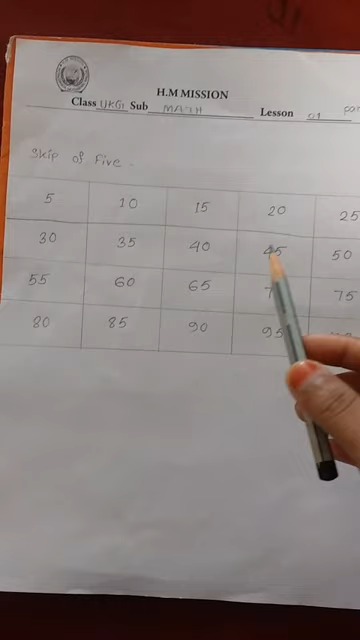 H.M MISSION
Class UKG Sub MATH Lesson 01
Skip of Five -
5 10 15 20 25
30 35 40 45 50
55 60 65 75
80 85 90 95